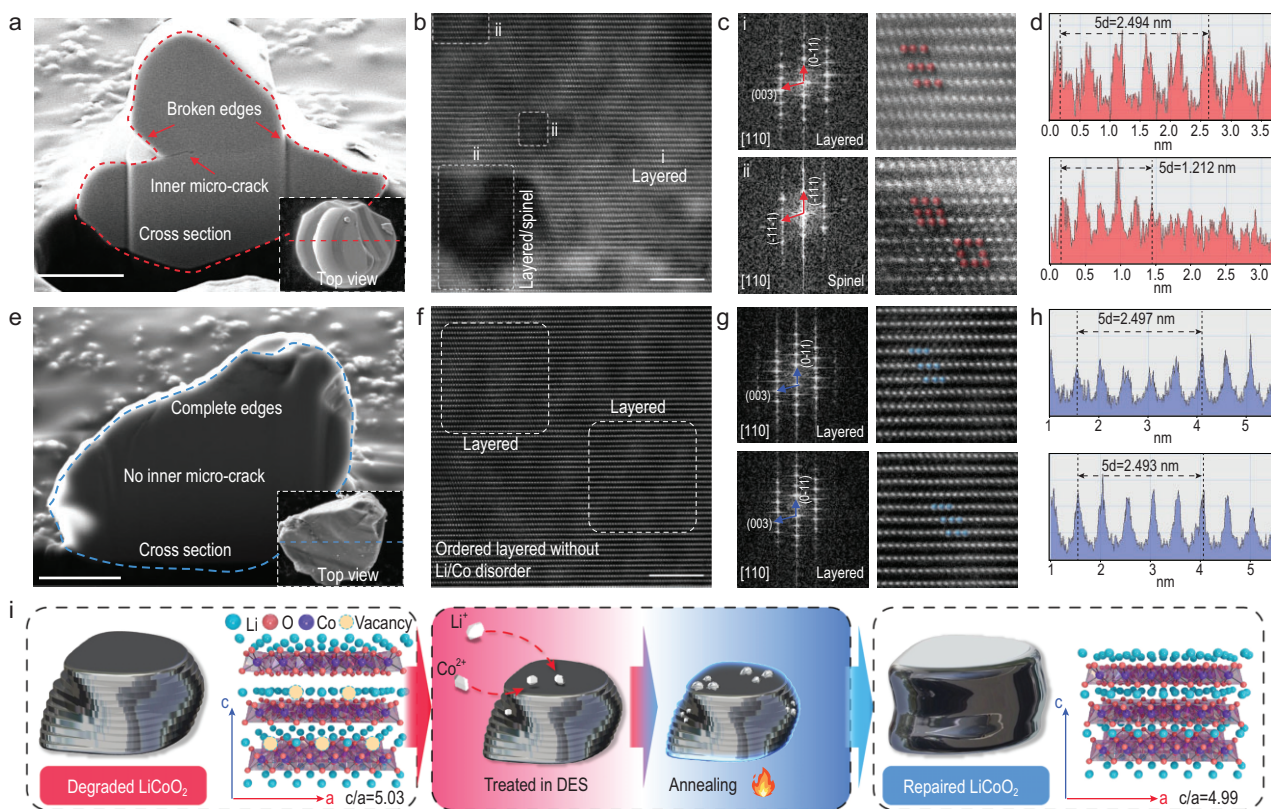 a
Broken edges
Inner micro-crack
Cross section
Top view
b
ii
ii
ii
i
Layered
Layered/spinel
c
i
(0-11)
(003)
[110]
Layered
ii
(-111)
(-11-1)
[110]
Spinel
d
5d=2.494 nm
0.0 0.5 1.0 1.5 2.0 2.5 3.0 3.5
nm
5d=1.212 nm
0.0 0.5 1.0 1.5 2.0 2.5 3.0
nm
e
Complete edges
No inner micro-crack
Cross section
Top view
f
Layered
Layered
Ordered layered without
Li/Co disorder
g
(0-11)
(003)
[110]
Layered
(0-11)
(003)
[110]
Layered
h
5d=2.497 nm
1 2 3 4 5
nm
5d=2.493 nm
1 2 3 4 5
nm
i
Li O Co Vacancy
c
a
c/a=5.03
Degraded LiCoO₂
Li⁺
Co²⁺
Treated in DES
Annealing
Repaired LiCoO₂
c
a
c/a=4.99